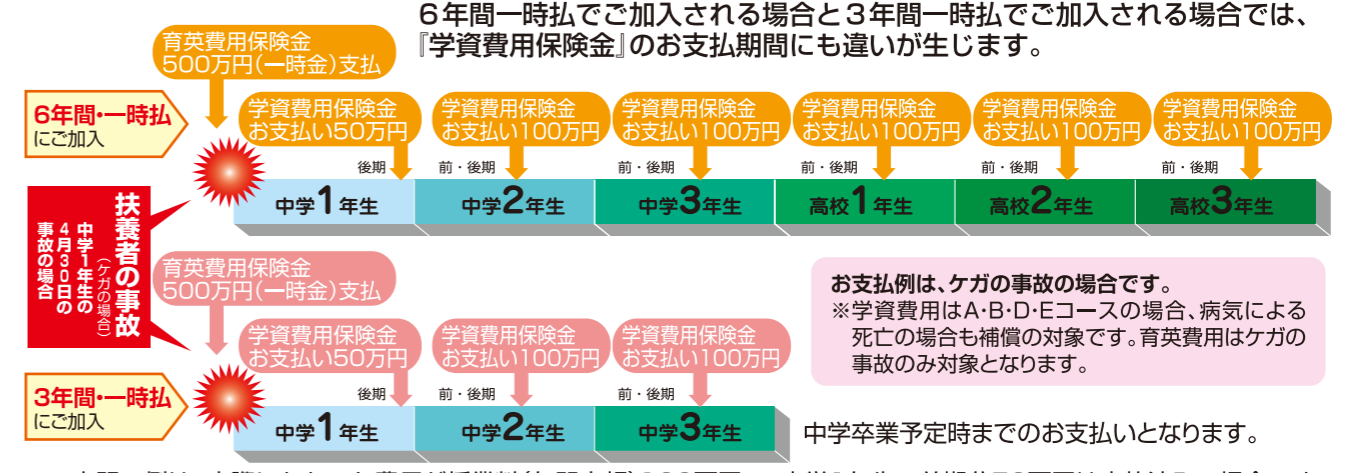 6年間一時払でご加入される場合と3年間一時払でご加入される場合では、
『学資費用保険金』のお支払期間にも違いが生じます。
育英費用保険金
500万円(一時金)支払
6年間・一時払
にご加入
学資費用保険金
お支払い50万円
学資費用保険金
お支払い100万円
学資費用保険金
お支払い100万円
学資費用保険金
お支払い100万円
学資費用保険金
お支払い100万円
学資費用保険金
お支払い100万円
後期
前・後期
前・後期
前・後期
前・後期
前・後期
中学1年生
中学2年生
中学3年生
高校1年生
高校2年生
高校3年生
扶養者の事故
(ケガの場合)
中学1年生の
4月30日の
事故の場合
育英費用保険金
500万円(一時金)支払
お支払例は、ケガの事故の場合です。
※学資費用はA・B・D・Eコースの場合、病気による
死亡の場合も補償の対象です。育英費用はケガの
事故のみ対象となります。
学資費用保険金
お支払い50万円
学資費用保険金
お支払い100万円
学資費用保険金
お支払い100万円
3年間・一時払
にご加入
後期
前・後期
前・後期
中学1年生
中学2年生
中学3年生
中学卒業予定時までのお支払いとなります。